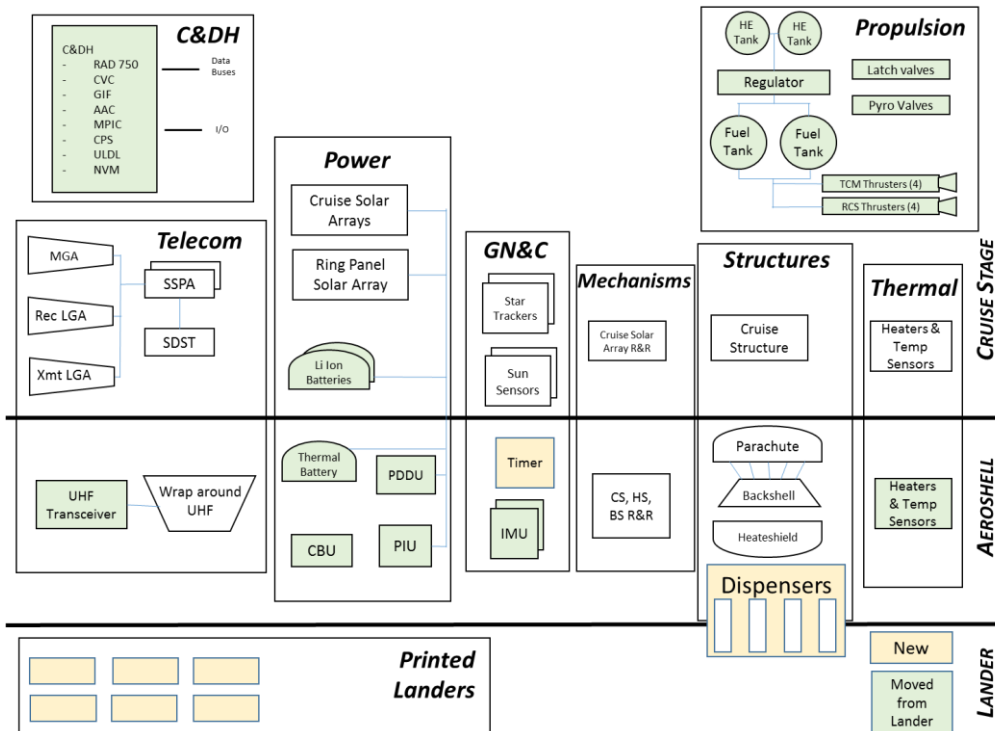 C&DH
C&DH
- RAD 750
- CVC
- GIF
- AAC
- MPIC
- CPS
- ULDL
- NVM
Data
Buses
I/O
Propulsion
HE
Tank
HE
Tank
Regulator
Latch valves
Pyro Valves
Fuel
Tank
Fuel
Tank
TCM Thrusters (4)
RCS Thrusters (4)
Telecom
MGA
Rec LGA
Xmt LGA
SSPA
SDST
Power
Cruise Solar
Arrays
Ring Panel
Solar Array
Li Ion
Batteries
GN&C
Star
Trackers
Sun
Sensors
Mechanisms
Cruise Solar
Array R&R
Structures
Cruise
Structure
Thermal
Heaters &
Temp
Sensors
CRUISE STAGE
UHF
Transceiver
Wrap around
UHF
Thermal
Battery
PDDU
CBU
PIU
Timer
IMU
CS, HS,
BS R&R
Parachute
Backshell
Heateshield
Heaters
& Temp
Sensors
AEROSHELL
Dispensers
Printed
Landers
New
Moved
from
Lander
LANDER